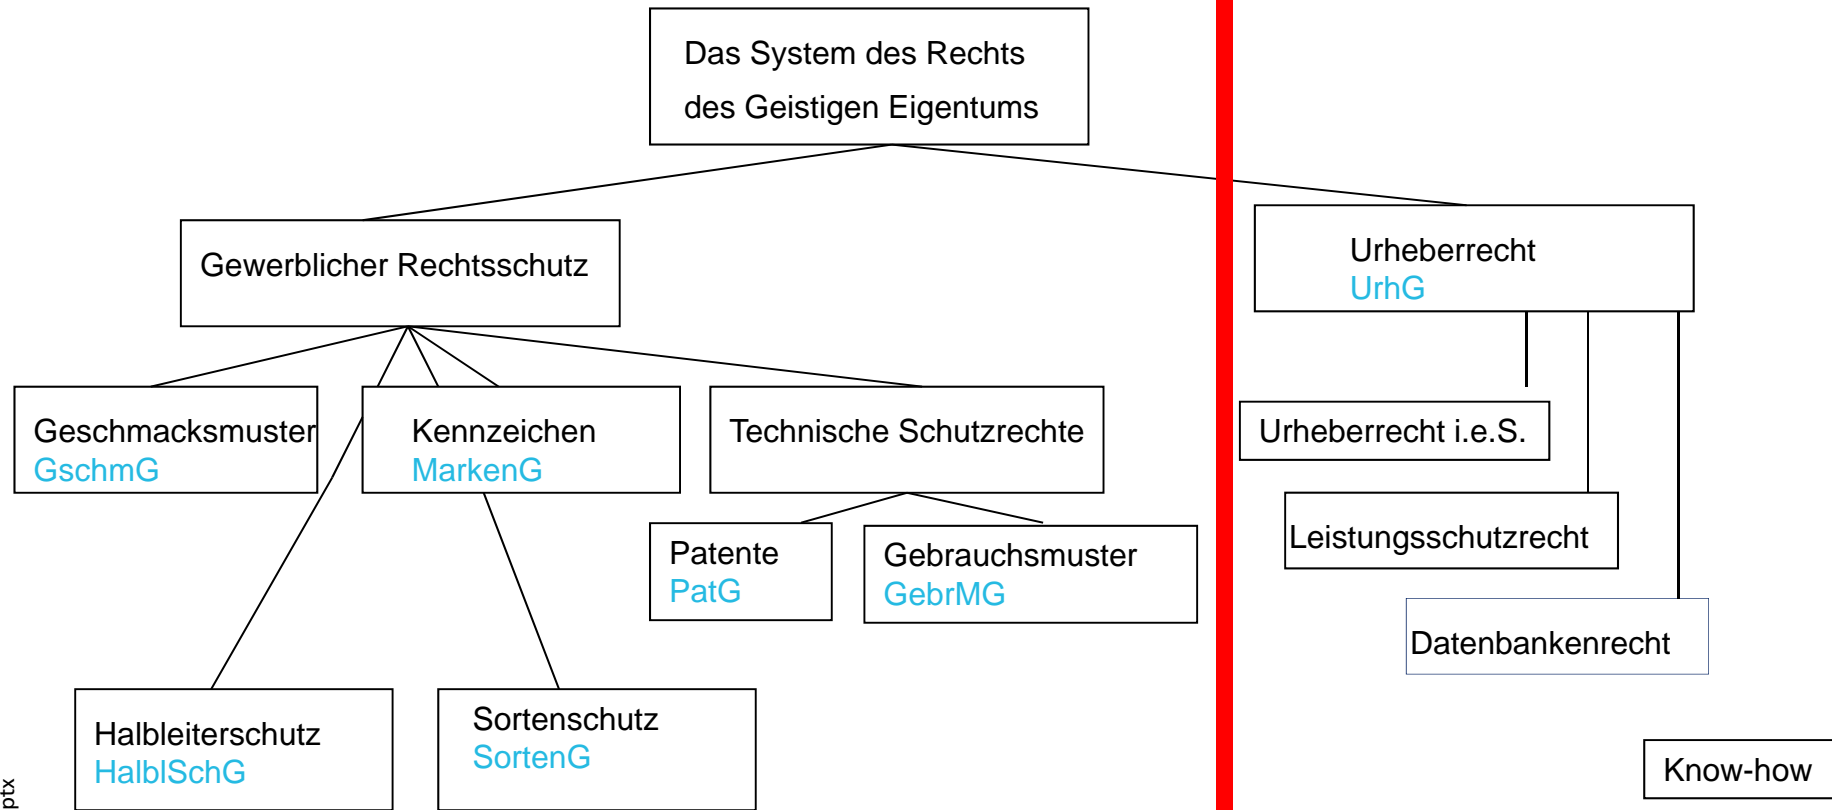 Das System des Rechts
des Geistigen Eigentums
Gewerblicher Rechtsschutz
Urheberrecht
UrhG
Geschmacksmuster
GschmG
Kennzeichen
MarkenG
Technische Schutzrechte
Urheberrecht i.e.S.
Patente
PatG
Gebrauchsmuster
GebrMG
Leistungsschutzrecht
Datenbankenrecht
Halbleiterschutz
HalblSchG
Sortenschutz
SortenG
Know-how
ptx